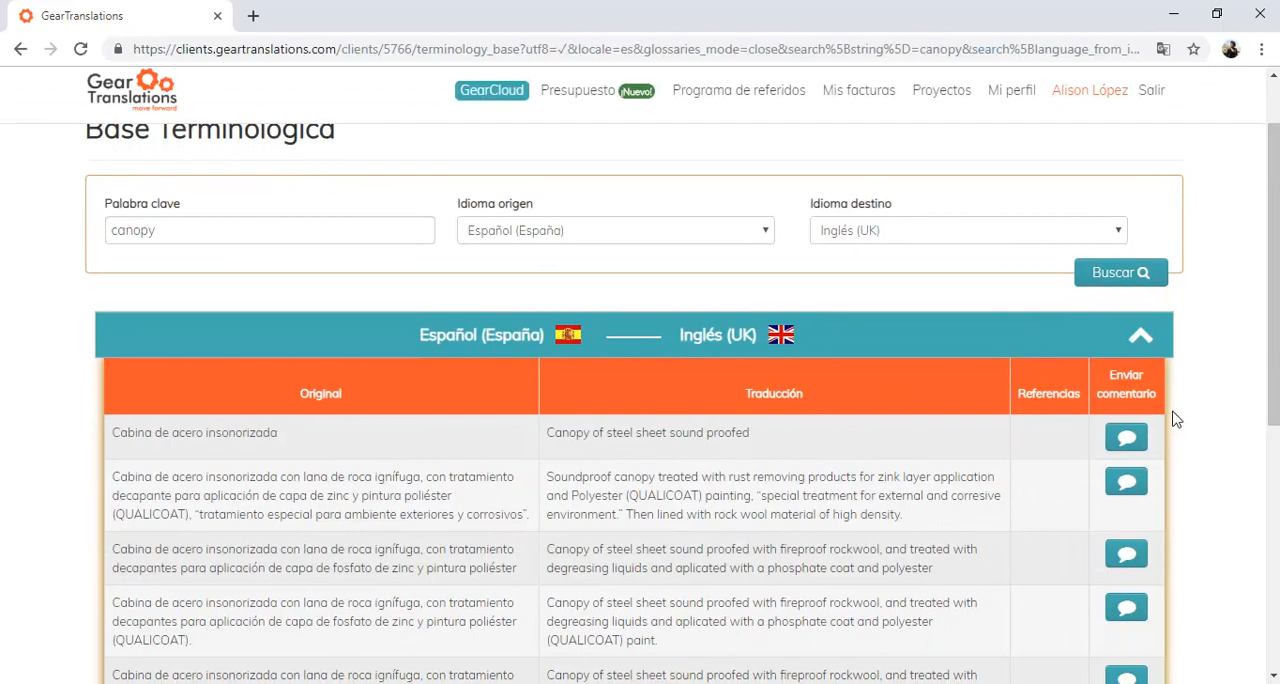 GearTranslations
https://clients.geartranslations.com/clients/5766/terminology_base?utf8=✓&locale=es&glossaries_mode=close&search%5Bstring%5D=canopy&search%5Blanguage_from_i...
Gear
Translations
move forward
GearCloud Presupuesto ¡Nuevo! Programa de referidos Mis facturas Proyectos Mi perfil Alison López Salir
Base Terminológica
Palabra clave Idioma origen Idioma destino
canopy Español (España) Inglés (UK)
Buscar
Español (España) Inglés (UK)
Original Traducción Referencias Enviar comentario
Cabina de acero insonorizada
Canopy of steel sheet sound proofed
Cabina de acero insonorizada con lana de roca ignífuga, con tratamiento
decapante para aplicación de capa de zinc y pintura poliéster
(QUALICOAT), “tratamiento especial para ambiente exteriores y corrosivos”.
Soundproof canopy treated with rust removing products for zink layer application
and Polyester (QUALICOAT) painting, “special treatment for external and corresive
environment.” Then lined with rock wool material of high density.
Cabina de acero insonorizada con lana de roca ignífuga, con tratamiento
decapantes para aplicación de capa de fosfato de zinc y pintura poliéster
Canopy of steel sheet sound proofed with fireproof rockwool, and treated with
degreasing liquids and aplicated with a phosphate coat and polyester
Cabina de acero insonorizada con lana de roca ignífuga, con tratamiento
decapantes para aplicación de capa de fosfato de zinc y pintura poliéster
(QUALICOAT).
Canopy of steel sheet sound proofed with fireproof rockwool, and treated with
degreasing liquids and aplicated with a phosphate coat and polyester
(QUALICOAT) paint.
Cabina de acero insonorizada con lana de roca ignífuga, con tratamiento
Canopy of steel sheet sound proofed with fireproof rockwool, and treated with